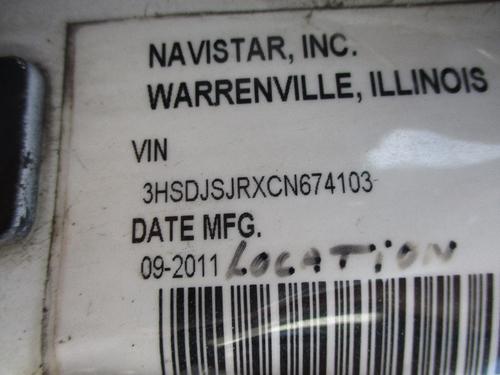 NAVISTAR, INC.
WARRENVILLE, ILLINOIS
VIN
3HSDJSJRXCN674103
DATE MFG.
09-2011 LOCATION